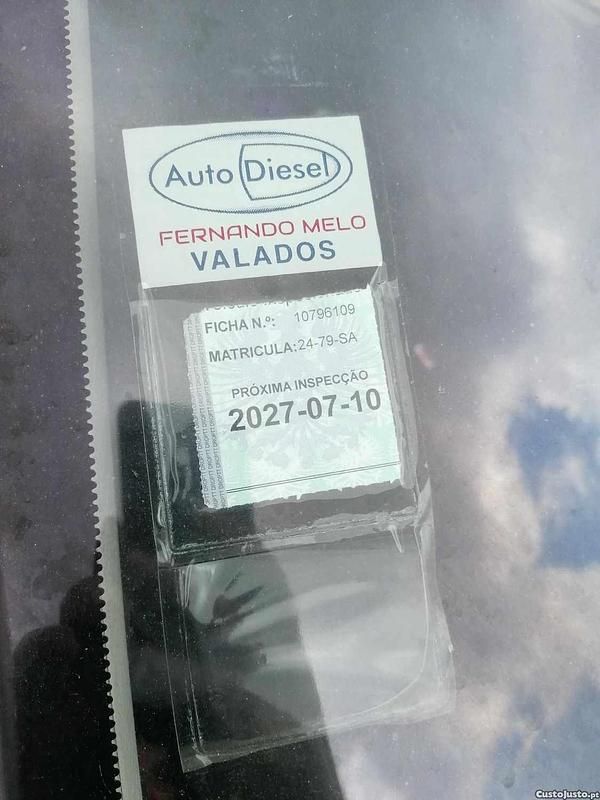 Auto Diesel
FERNANDO MELO
VALADOS
FICHA N.º: 10796109
MATRICULA: 24-79-SA
PRÓXIMA INSPECÇÃO
2027-07-10
CustoJusto.pt